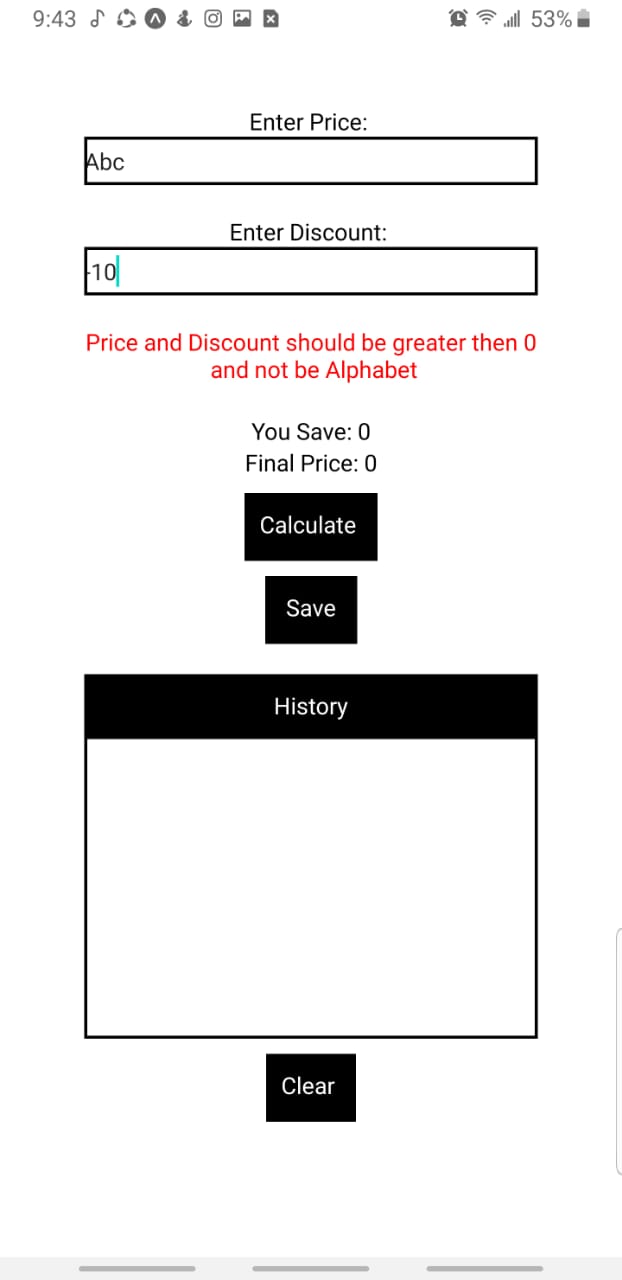 9:43
53%
Enter Price:
Abc
Enter Discount:
-10
Price and Discount should be greater then 0
and not be Alphabet
You Save: 0
Final Price: 0
Calculate
Save
History
Clear